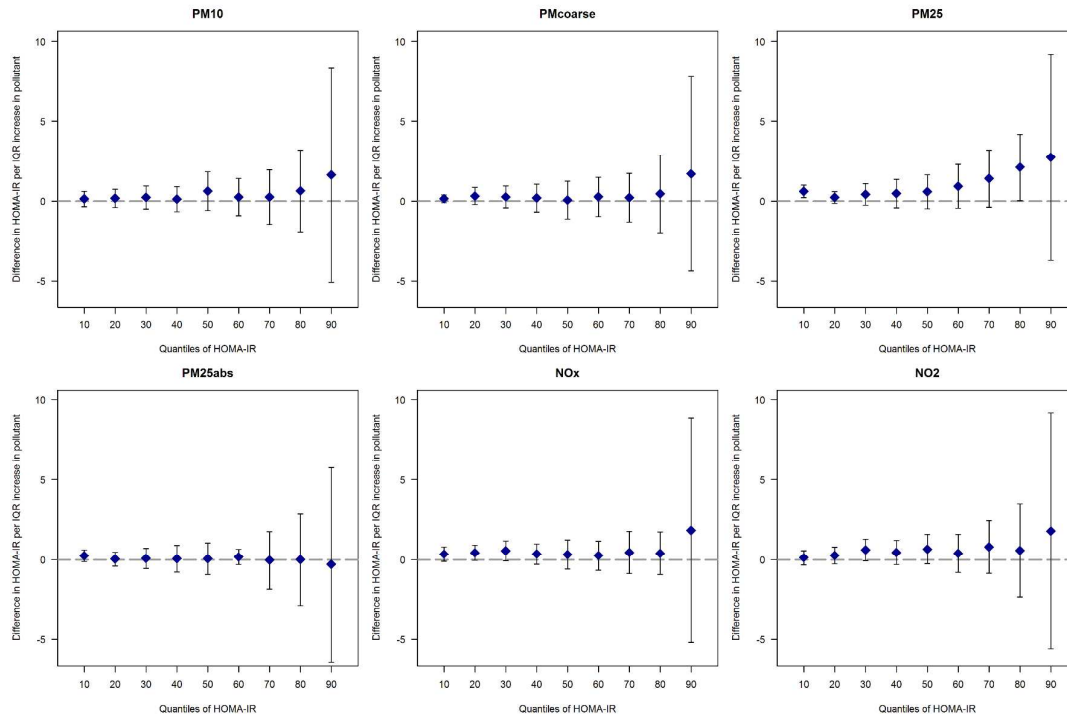 PM10
Difference in HOMA-IR per IQR increase in pollutant
10
5
0
-5
10 20 30 40 50 60 70 80 90
Quantiles of HOMA-IR
PMcoarse
Difference in HOMA-IR per IQR increase in pollutant
10
5
0
-5
10 20 30 40 50 60 70 80 90
Quantiles of HOMA-IR
PM25
Difference in HOMA-IR per IQR increase in pollutant
10
5
0
-5
10 20 30 40 50 60 70 80 90
Quantiles of HOMA-IR
PM25abs
Difference in HOMA-IR per IQR increase in pollutant
10
5
0
-5
10 20 30 40 50 60 70 80 90
Quantiles of HOMA-IR
NOx
Difference in HOMA-IR per IQR increase in pollutant
10
5
0
-5
10 20 30 40 50 60 70 80 90
Quantiles of HOMA-IR
NO2
Difference in HOMA-IR per IQR increase in pollutant
10
5
0
-5
10 20 30 40 50 60 70 80 90
Quantiles of HOMA-IR